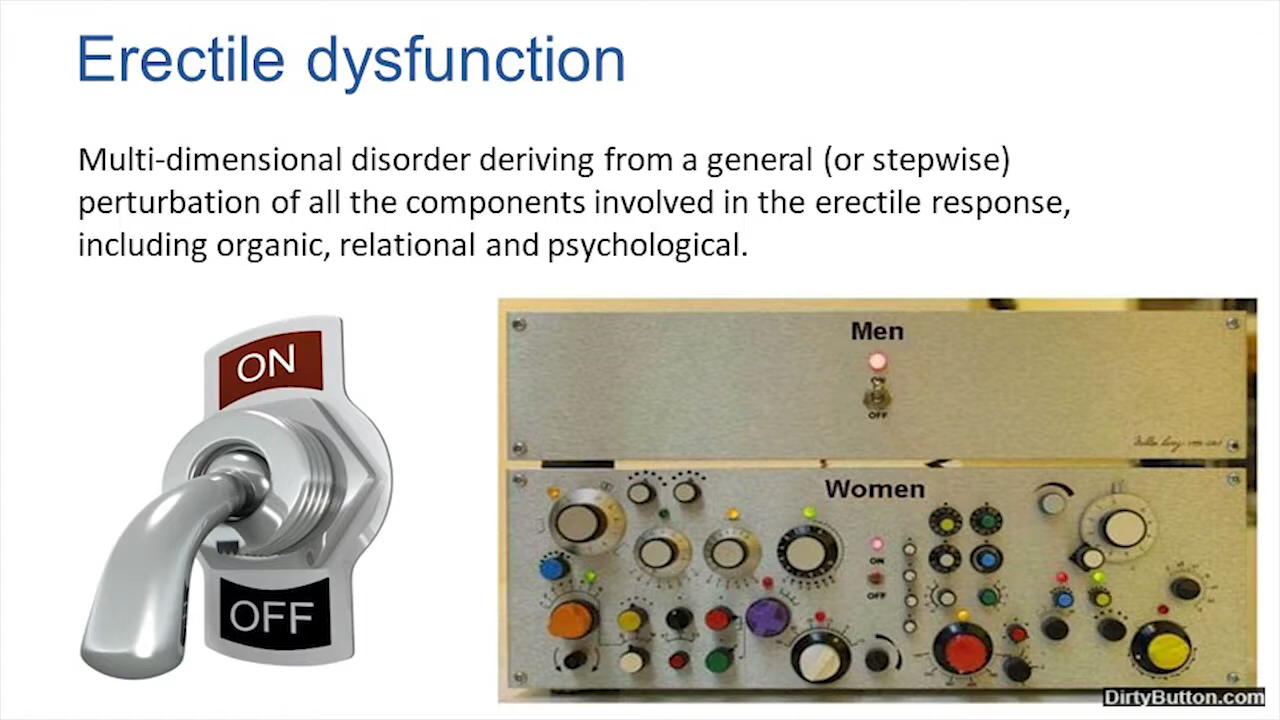 Erectile dysfunction
Multi-dimensional disorder deriving from a general (or stepwise)
perturbation of all the components involved in the erectile response,
including organic, relational and psychological.
ON
OFF
Men
ON
OFF
Women
ON
OFF
DirtyButton.com